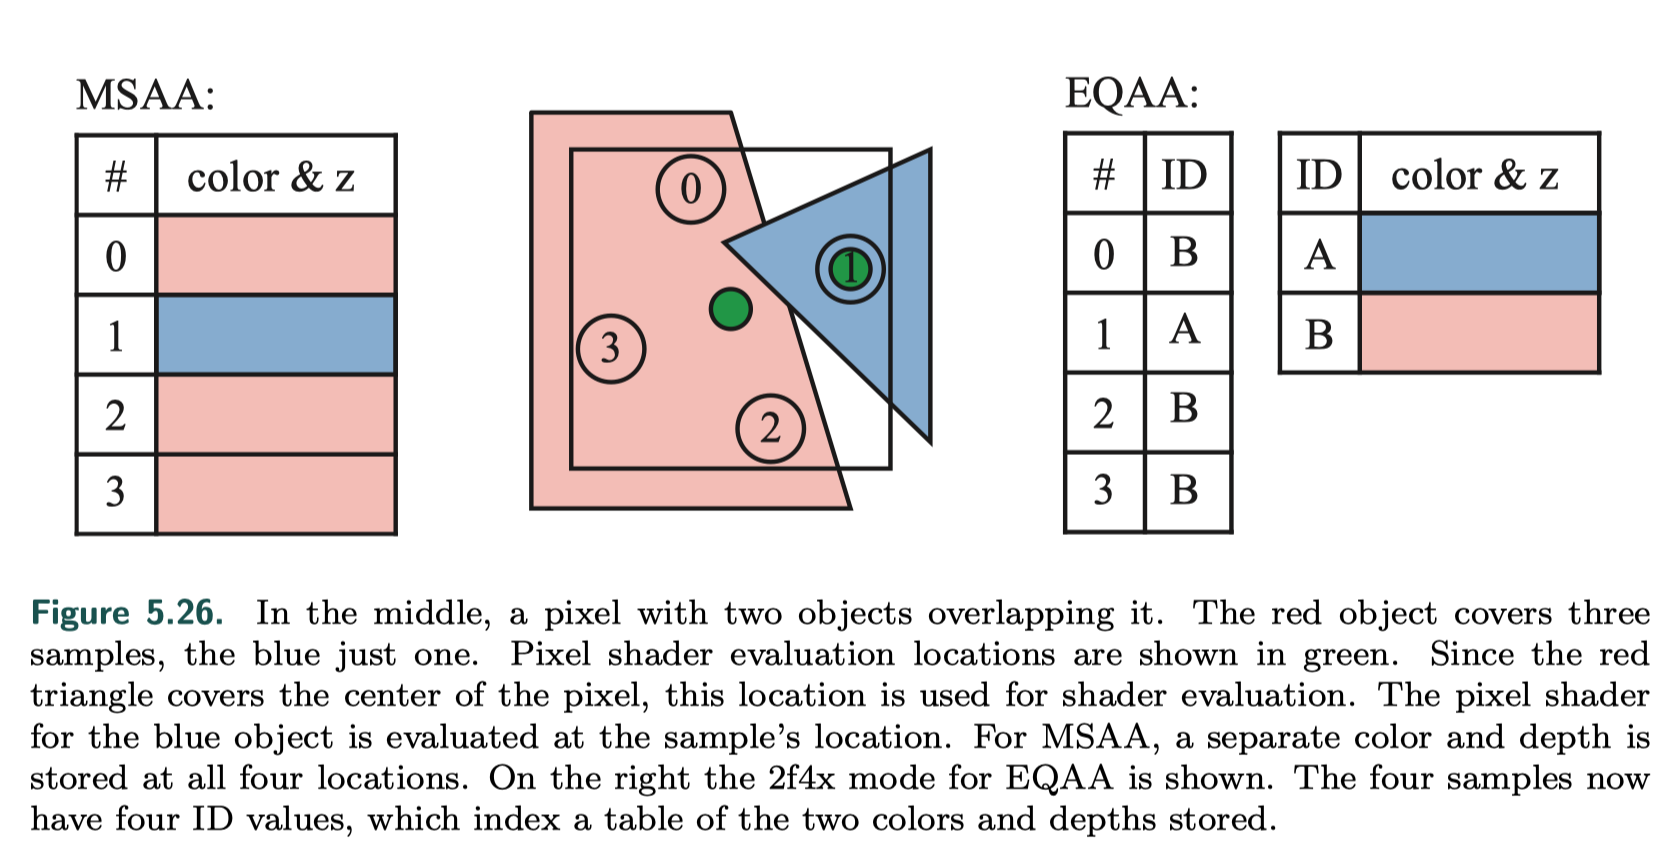 MSAA:
# color & z
0
1
2
3
0
1
3
2
EQAA:
# ID
0 B
1 A
2 B
3 B
ID color & z
A
B
Figure 5.26. In the middle, a pixel with two objects overlapping it. The red object covers three
samples, the blue just one. Pixel shader evaluation locations are shown in green. Since the red
triangle covers the center of the pixel, this location is used for shader evaluation. The pixel shader
for the blue object is evaluated at the sample's location. For MSAA, a separate color and depth is
stored at all four locations. On the right the 2f4x mode for EQAA is shown. The four samples now
have four ID values, which index a table of the two colors and depths stored.